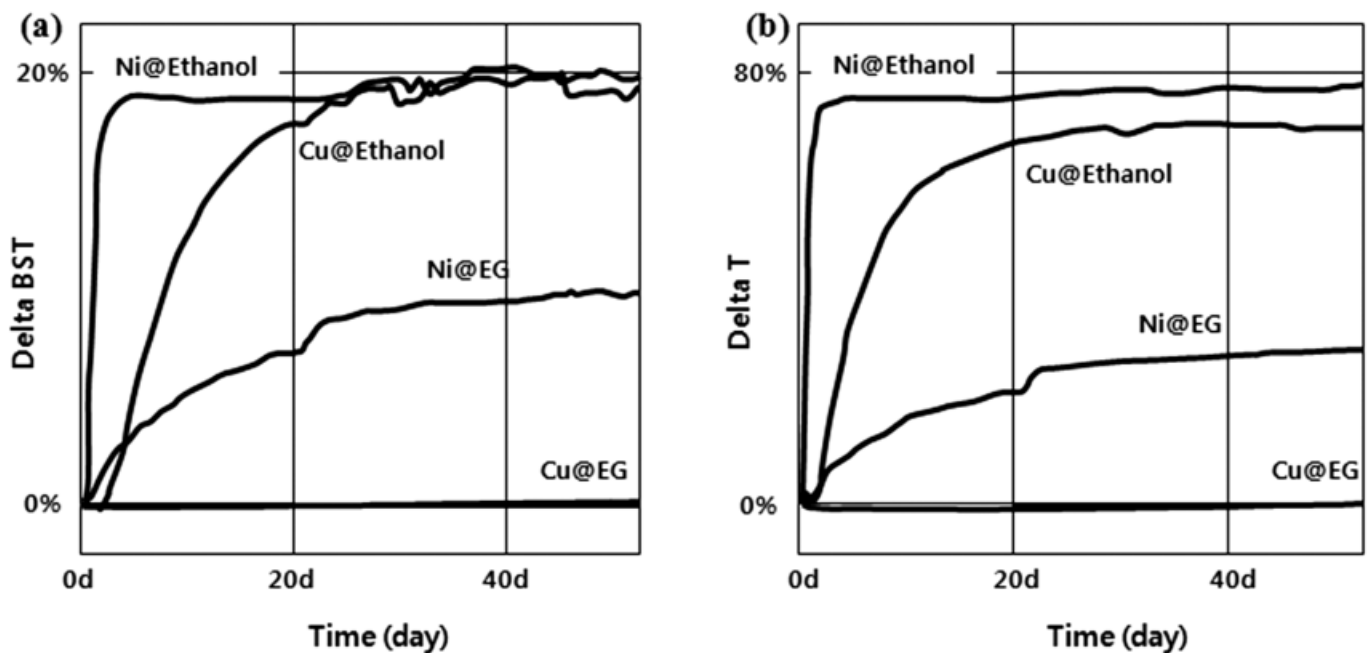 (a)
20%
Ni@Ethanol
Cu@Ethanol
Ni@EG
Cu@EG
0%
Delta BST
0d 20d 40d
Time (day)
(b)
80%
Ni@Ethanol
Cu@Ethanol
Ni@EG
Cu@EG
0%
Delta T
0d 20d 40d
Time (day)